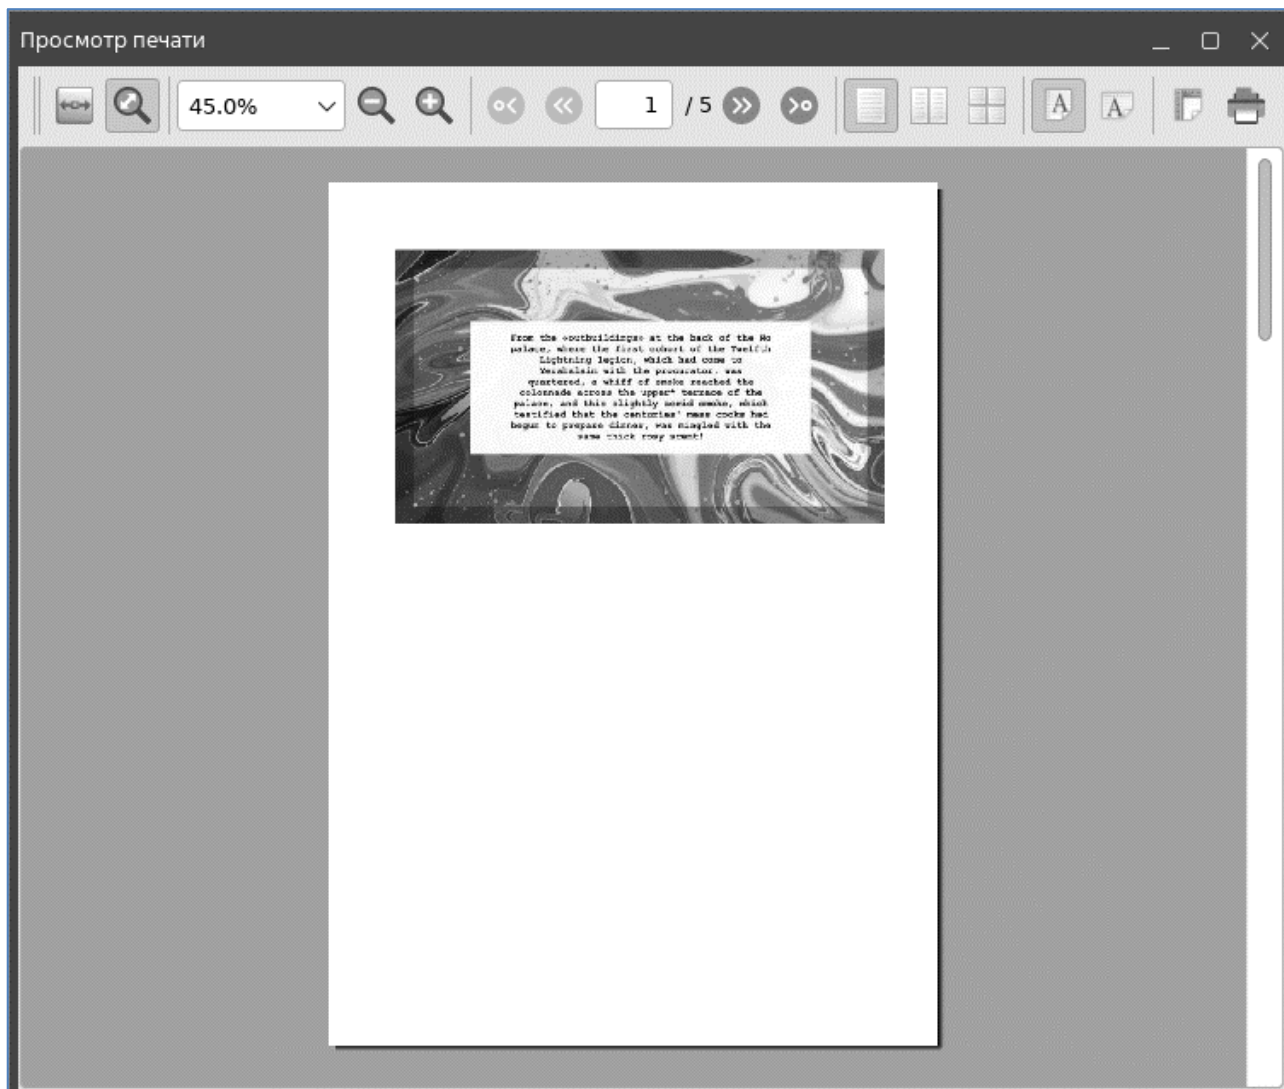 Просмотр печати
45.0%
1 / 5
A A
From the «outbuildings» at the back of the Ho
palace, where the first cohort of the Twelfth
Lightning legion, which had come to
Yershalaim with the procurator, was
quartered, a whiff of smoke reached the
colonnade across the upper* terrace of the
palace, and this slightly acrid smoke, which
testified that the centuries' mess cooks had
begun to prepare dinner, was mingled with the
same thick rosy scent!